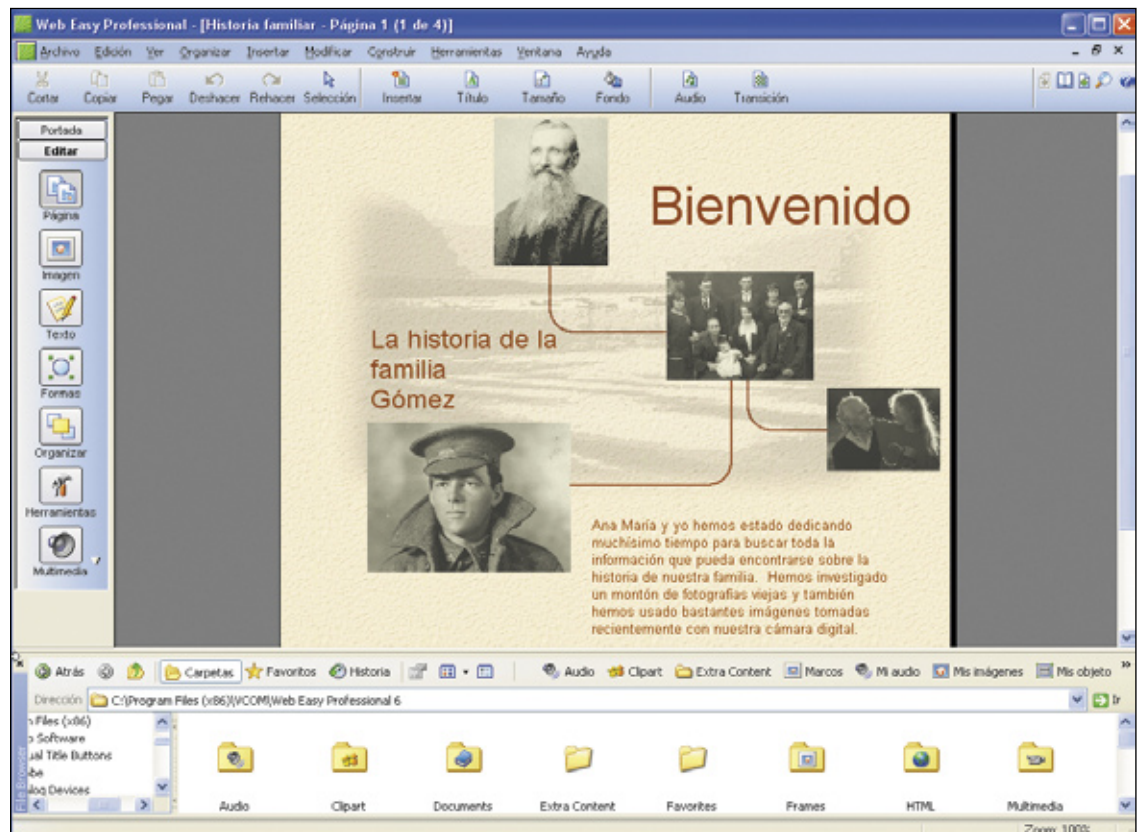 Web Easy Professional - [Historia familiar - Página 1 (1 de 4)]
Archivo Edición Ver Organizar Insertar Modificar Construir Herramientas Ventana Ayuda
Cortar Copiar Pegar Deshacer Rehacer Selección Insertar Título Tamaño Fondo Audio Transición
Portada
Editar
Página
Imagen
Texto
Formas
Organizar
Herramientas
Multimedia
Bienvenido
La historia de la
familia
Gómez
Ana María y yo hemos estado dedicando
muchísimo tiempo para buscar toda la
información que pueda encontrarse sobre la
historia de nuestra familia. Hemos investigado
un montón de fotografías viejas y también
hemos usado bastantes imágenes tomadas
recientemente con nuestra cámara digital.
Atrás Carpetas Favoritos Historia Audio Clipart Extra Content Marcos Mi audio Mis imágenes Mis objeto
Dirección C:\Program Files (x86)\VCOM\Web Easy Professional 6 Ir
File Browser
Files (x86)
Software
ual Title Buttons
be
log Devices
Audio Clipart Documents Extra Content Favorites Frames HTML Multimedia
Zoom: 100%